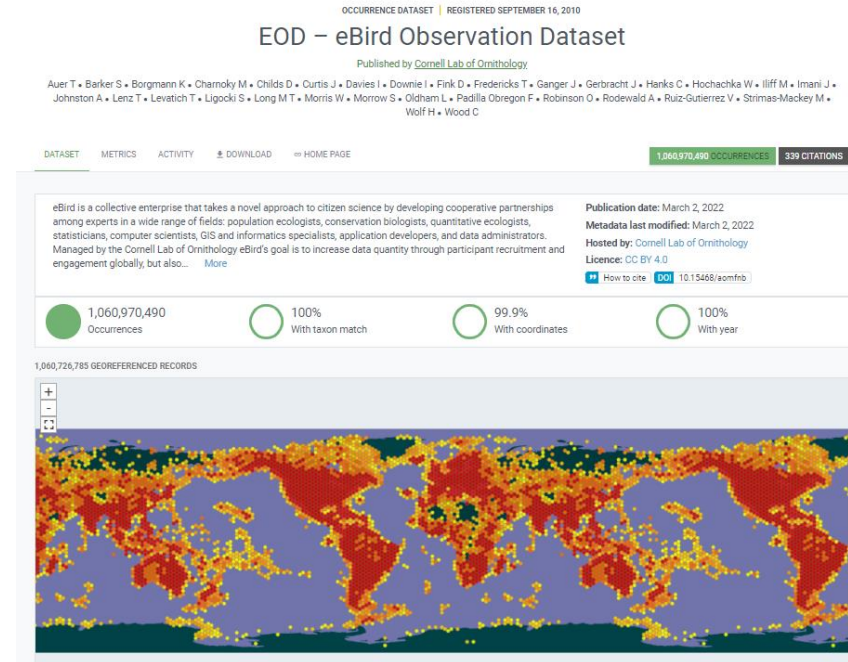 OCCURRENCE DATASET | REGISTERED SEPTEMBER 16, 2010
EOD – eBird Observation Dataset
Published by Cornell Lab of Ornithology
Auer T • Barker S • Borgmann K • Charnoky M • Childs D • Curtis J • Davies I • Downie I • Fink D • Fredericks T • Ganger J • Gerbracht J • Hanks C • Hochachka W • Iliff M • Imani J •
Johnston A • Lenz T • Levatich T • Ligocki S • Long M T • Morris W • Morrow S • Oldham L • Padilla Obregon F • Robinson O • Rodewald A • Ruiz-Gutierrez V • Strimas-Mackey M •
Wolf H • Wood C
DATASET METRICS ACTIVITY DOWNLOAD HOME PAGE 1,060,970,490 OCCURRENCES 339 CITATIONS
eBird is a collective enterprise that takes a novel approach to citizen science by developing cooperative partnerships
among experts in a wide range of fields: population ecologists, conservation biologists, quantitative ecologists,
statisticians, computer scientists, GIS and informatics specialists, application developers, and data administrators.
Managed by the Cornell Lab of Ornithology eBird's goal is to increase data quantity through participant recruitment and
engagement globally, but also... More
Publication date: March 2, 2022
Metadata last modified: March 2, 2022
Hosted by: Cornell Lab of Ornithology
Licence: CC BY 4.0
How to cite DOI 10.15468/aomfnb
1,060,970,490
Occurrences
100%
With taxon match
99.9%
With coordinates
100%
With year
1,060,726,785 GEOREFERENCED RECORDS
+
-